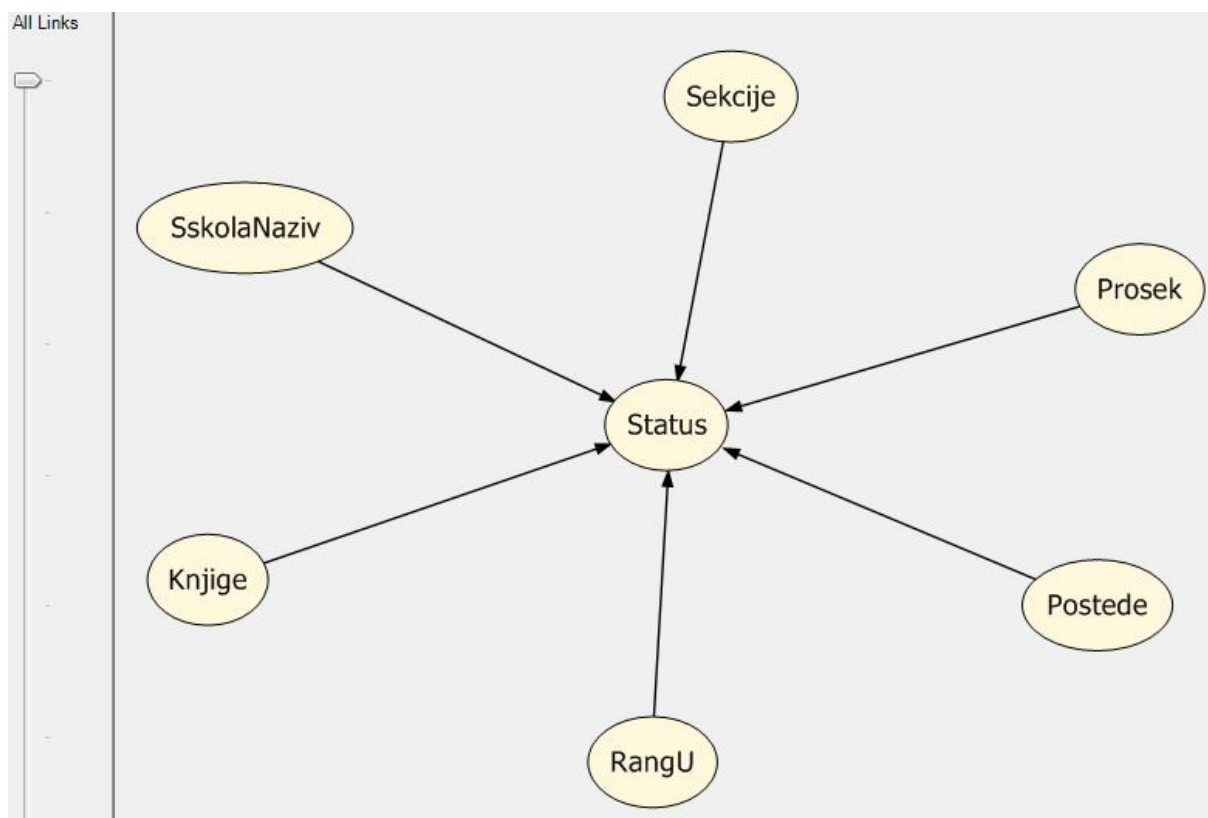 All Links
Sekcije
SskolaNaziv
Prosek
Status
Knjige
Postede
RangU